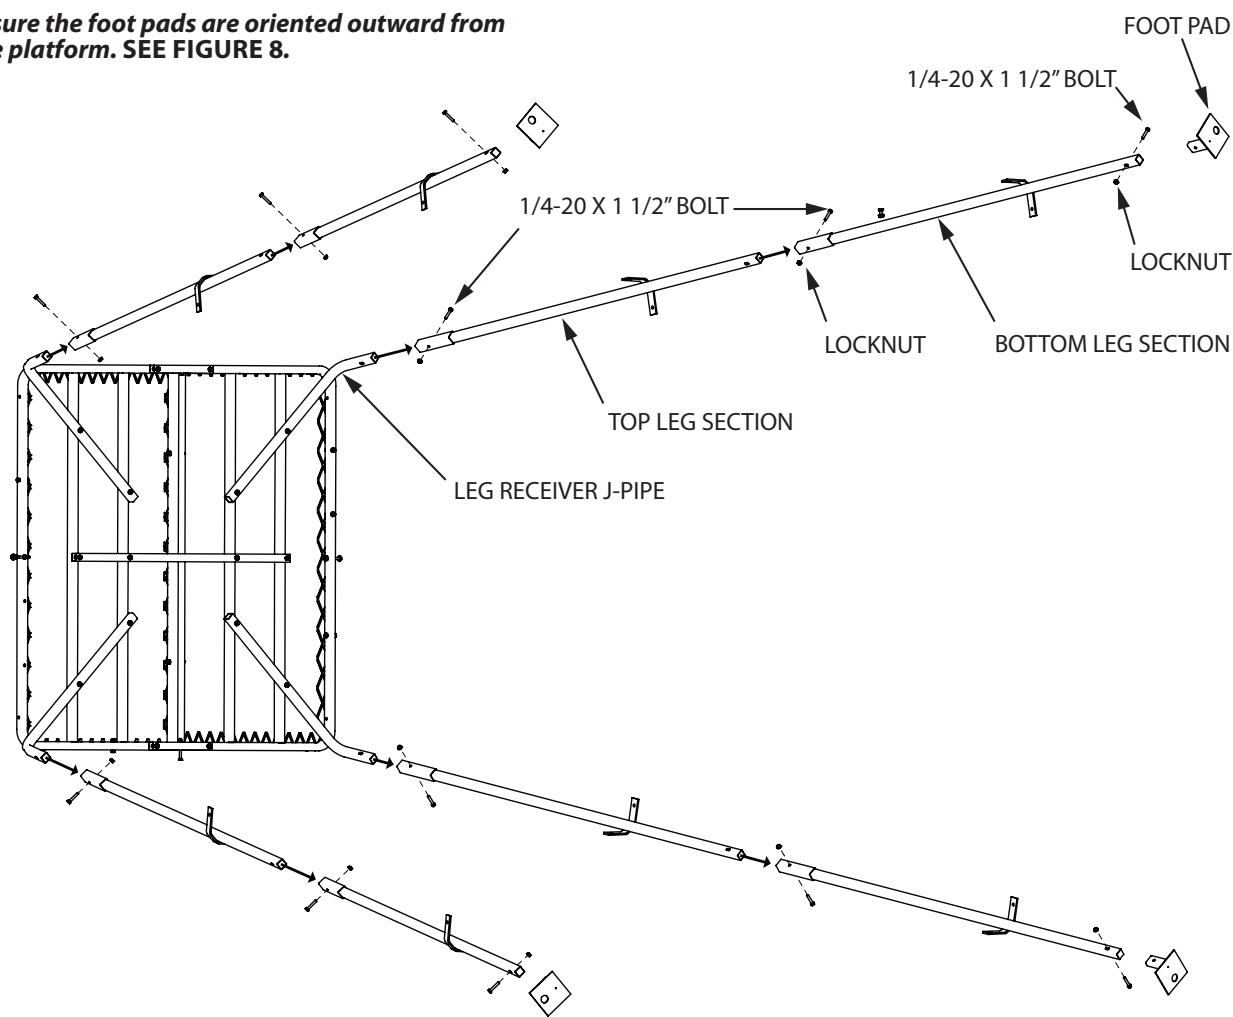 sure the foot pads are oriented outward from
platform. SEE FIGURE 8.
FOOT PAD
1/4-20 X 1 1/2” BOLT
1/4-20 X 1 1/2” BOLT
LOCKNUT
LOCKNUT
BOTTOM LEG SECTION
TOP LEG SECTION
LEG RECEIVER J-PIPE